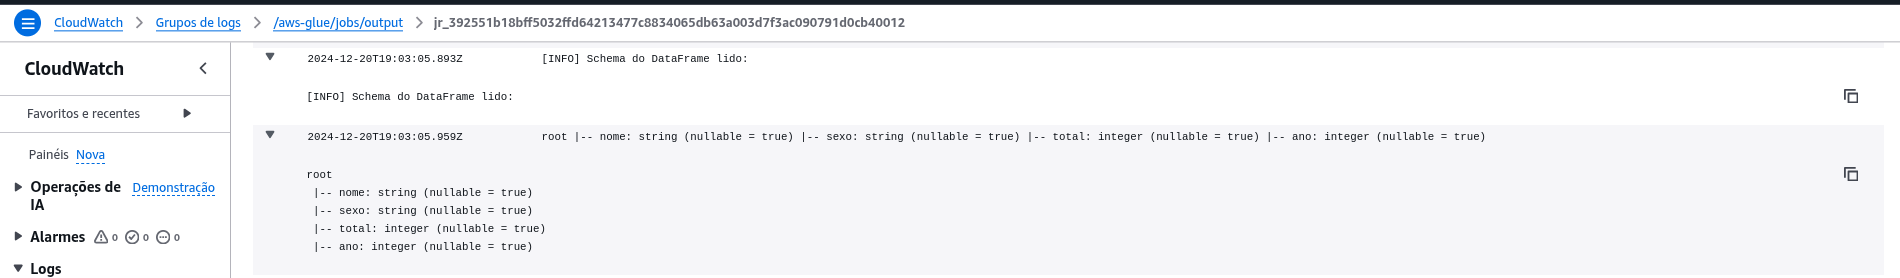 CloudWatch > Grupos de logs > /aws-glue/jobs/output > jr_392551b18bff5032ffd64213477c8834065db63a003d7f3ac090791d0cb40012
CloudWatch
Favoritos e recentes
Painéis Nova
Operações de IA Demonstração
Alarmes 0 0 0
Logs
2024-12-20T19:03:05.893Z [INFO] Schema do DataFrame lido:
[INFO] Schema do DataFrame lido:
2024-12-20T19:03:05.959Z root |-- nome: string (nullable = true) |-- sexo: string (nullable = true) |-- total: integer (nullable = true) |-- ano: integer (nullable = true)
root
|-- nome: string (nullable = true)
|-- sexo: string (nullable = true)
|-- total: integer (nullable = true)
|-- ano: integer (nullable = true)